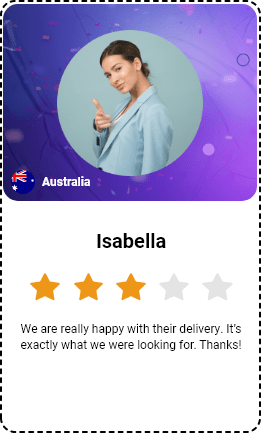 Australia
Isabella
We are really happy with their delivery. It's
exactly what we were looking for. Thanks!